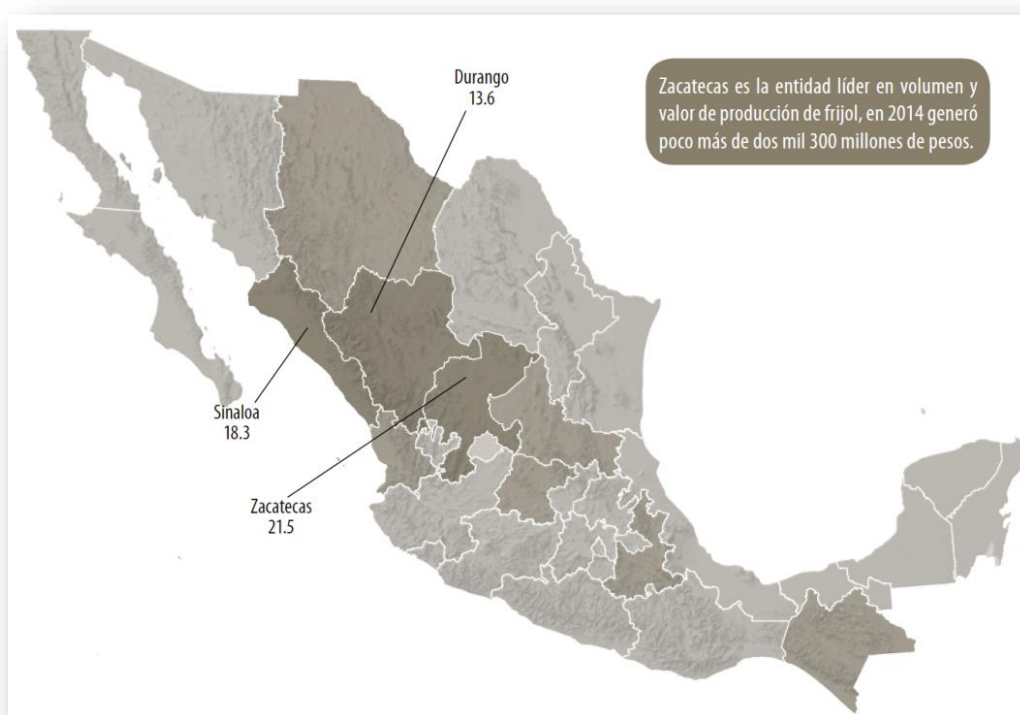 Durango
13.6
Zacatecas es la entidad líder en volumen y
valor de producción de frijol, en 2014 generó
poco más de dos mil 300 millones de pesos.
Sinaloa
18.3
Zacatecas
21.5